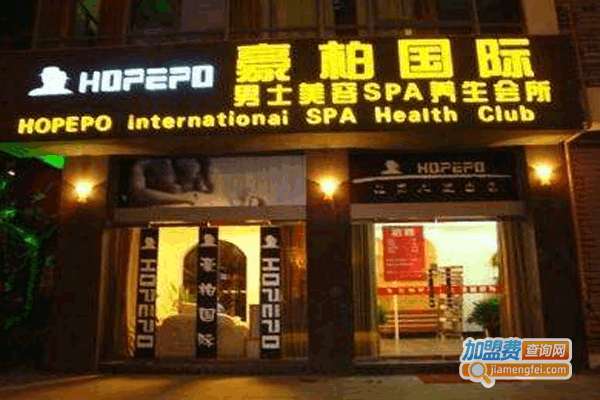 HOPEPO
豪柏国际
男士美容SPA养生会所
HOPEPO internationai SPA Health Club
HOPEPO
HOPEPO
豪柏国际
HOPEPO
加盟费查询网
jiamengfei.com